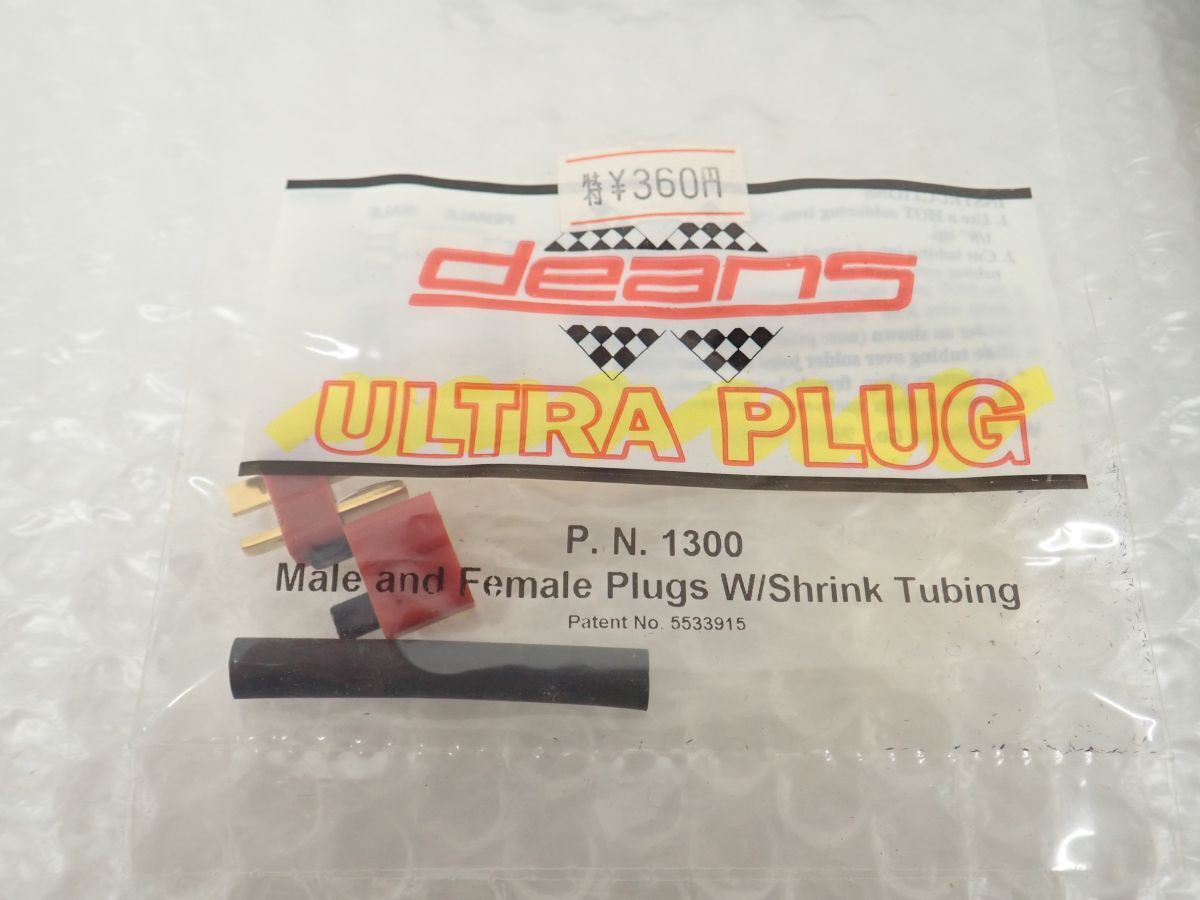 特¥360円
deans
ULTRA PLUG
P. N. 1300
Male and Female Plugs W/Shrink Tubing
Patent No. 5533915